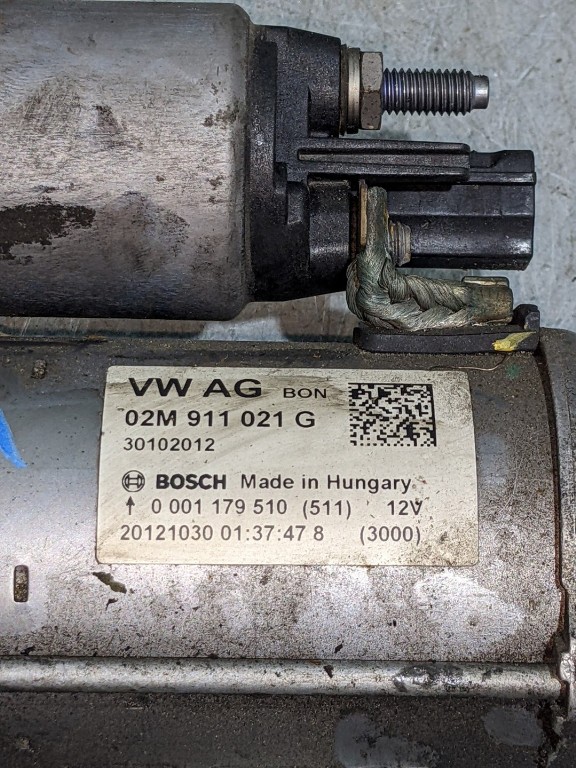 VW AG BON
02M 911 021 G
30102012
BOSCH Made in Hungary
↑ 0 001 179 510 (511) 12V
20121030 01:37:47 8 (3000)